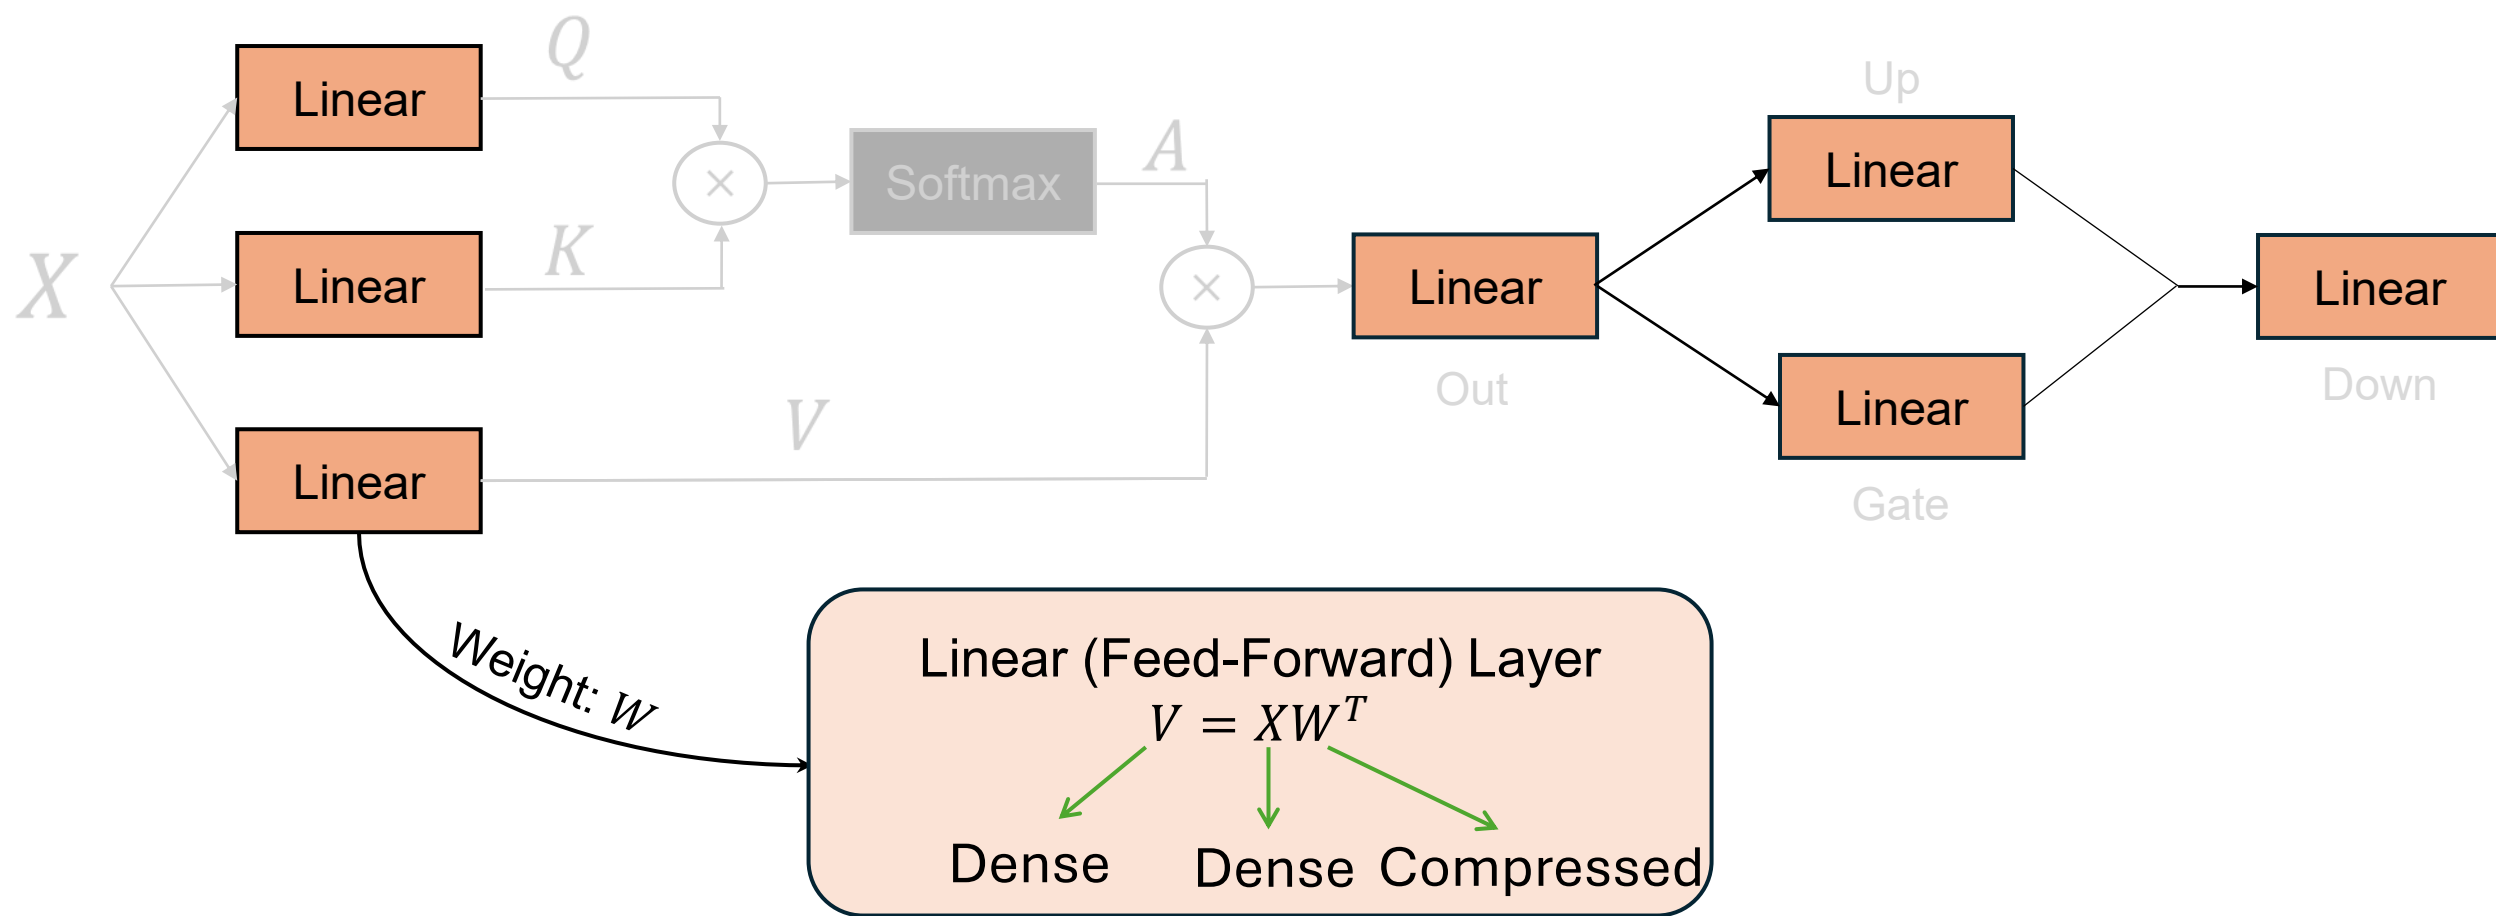 Q
Linear
Up
A
Linear
Softmax
K
X
Linear
×
Linear
×
Linear
Out
Down
V
Linear
Gate
Linear
Weight: W
Linear (Feed-Forward) Layer
V = XWᵀ
Dense
Dense
Compressed